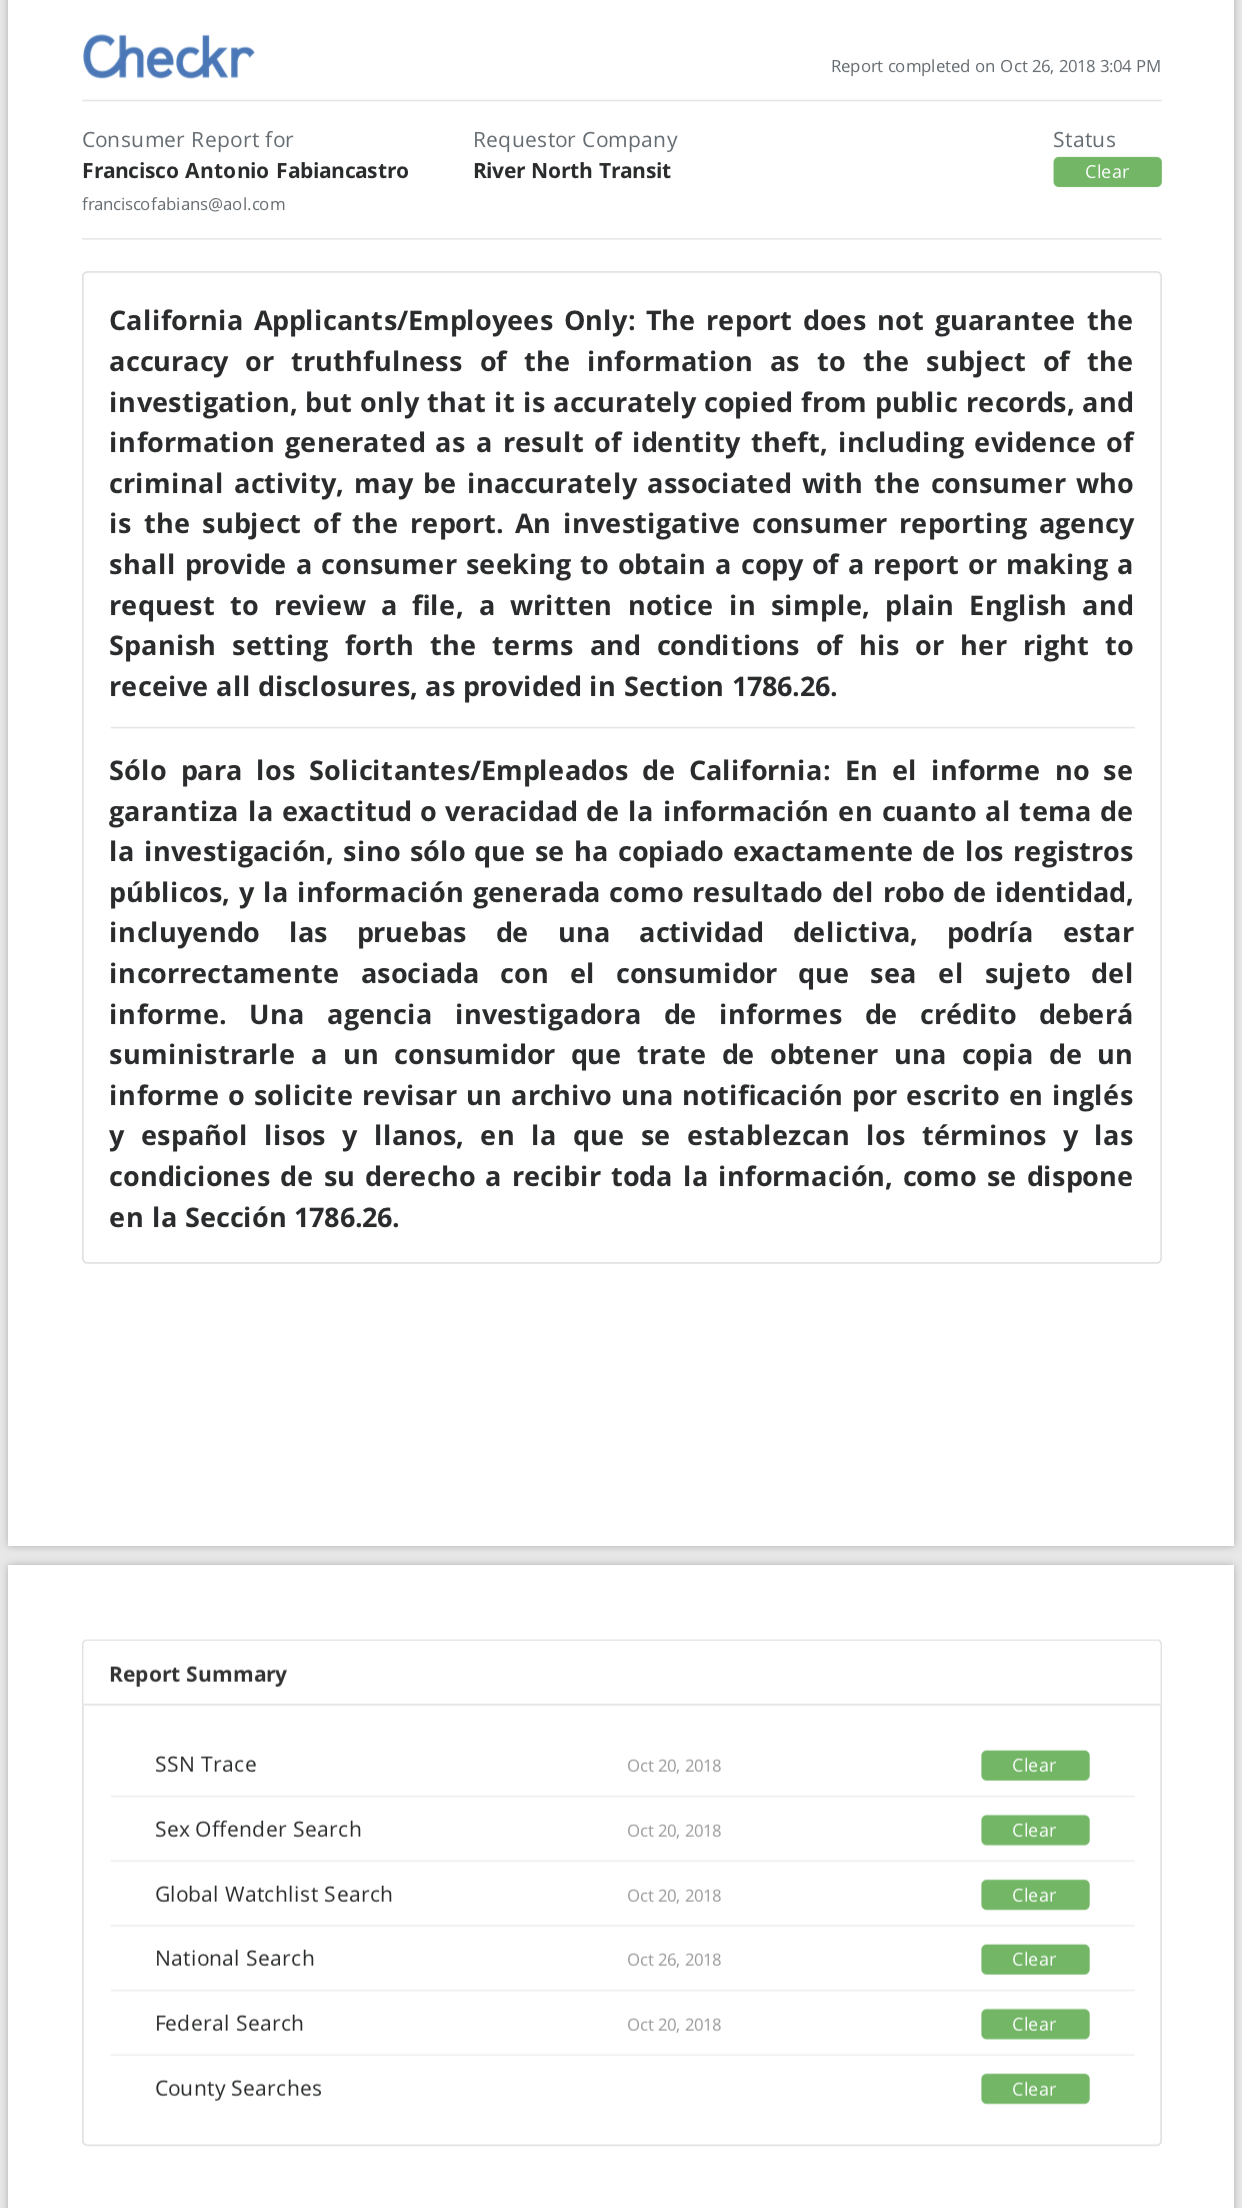 Checkr
Report completed on Oct 26, 2018 3:04 PM
Consumer Report for
Requestor Company
Status
Francisco Antonio Fabiancastro
River North Transit
Clear
franciscofabians@aol.com
California Applicants/Employees Only: The report does not guarantee the
accuracy or truthfulness of the information as to the subject of the
investigation, but only that it is accurately copied from public records, and
information generated as a result of identity theft, including evidence of
criminal activity, may be inaccurately associated with the consumer who
is the subject of the report. An investigative consumer reporting agency
shall provide a consumer seeking to obtain a copy of a report or making a
request to review a file, a written notice in simple, plain English and
Spanish setting forth the terms and conditions of his or her right to
receive all disclosures, as provided in Section 1786.26.
Sólo para los Solicitantes/Empleados de California: En el informe no se
garantiza la exactitud o veracidad de la información en cuanto al tema de
la investigación, sino sólo que se ha copiado exactamente de los registros
públicos, y la información generada como resultado del robo de identidad,
incluyendo las pruebas de una actividad delictiva, podría estar
incorrectamente asociada con el consumidor que sea el sujeto del
informe. Una agencia investigadora de informes de crédito deberá
suministrarle a un consumidor que trate de obtener una copia de un
informe o solicite revisar un archivo una notificación por escrito en inglés
y español lisos y llanos, en la que se establezcan los términos y las
condiciones de su derecho a recibir toda la información, como se dispone
en la Sección 1786.26.
Report Summary
SSN Trace Oct 20, 2018 Clear
Sex Offender Search Oct 20, 2018 Clear
Global Watchlist Search Oct 20, 2018 Clear
National Search Oct 26, 2018 Clear
Federal Search Oct 20, 2018 Clear
County Searches Clear